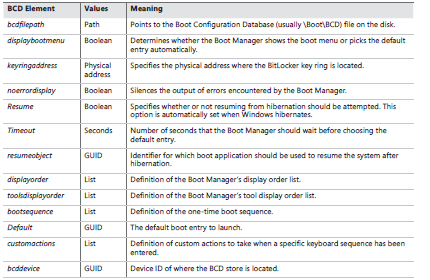 BCD Element Values Meaning
bcdfilepath Path Points to the Boot Configuration Database (usually \Boot\BCD) file on the disk.
displaybootmenu Boolean Determines whether the Boot Manager shows the boot menu or picks the default
entry automatically.
keyringaddress Physical Specifies the physical address where the BitLocker key ring is located.
address
noerrordisplay Boolean Silences the output of errors encountered by the Boot Manager.
Resume Boolean Specifies whether or not resuming from hibernation should be attempted. This
option is automatically set when Windows hibernates.
Timeout Seconds Number of seconds that the Boot Manager should wait before choosing the
default entry.
resumeobject GUID Identifier for which boot application should be used to resume the system after
hibernation.
displayorder List Definition of the Boot Manager's display order list.
toolsdisplayorder List Definition of the Boot Manager's tool display order list.
bootsequence List Definition of the one-time boot sequence.
Default GUID The default boot entry to launch.
customactions List Definition of custom actions to take when a specific keyboard sequence has been
entered.
bcddevice GUID Device ID of where the BCD store is located.